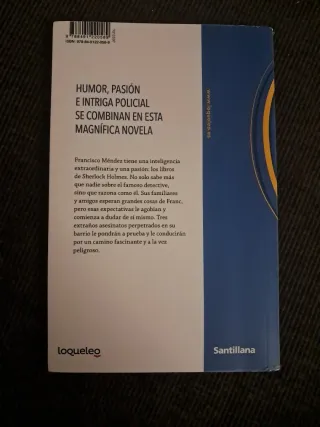 HUMOR, PASIÓN
E INTRIGA POLICIAL
SE COMBINAN EN ESTA
MAGNÍFICA NOVELA
Francisco Méndez tiene una inteligencia
extraordinaria y una pasión: los libros
de Sherlock Holmes. No solo sabe más
que nadie sobre el famoso detective,
sino que razona como él. Sus familiares
y amigos esperan grandes cosas de Franc,
pero esas expectativas le agobian y
comienza a dudar de sí mismo. Tres
extraños asesinatos perpetrados en su
barrio le pondrán a prueba y le conducirán
por un camino fascinante y a la vez
peligroso.
loqueleo
Santillana